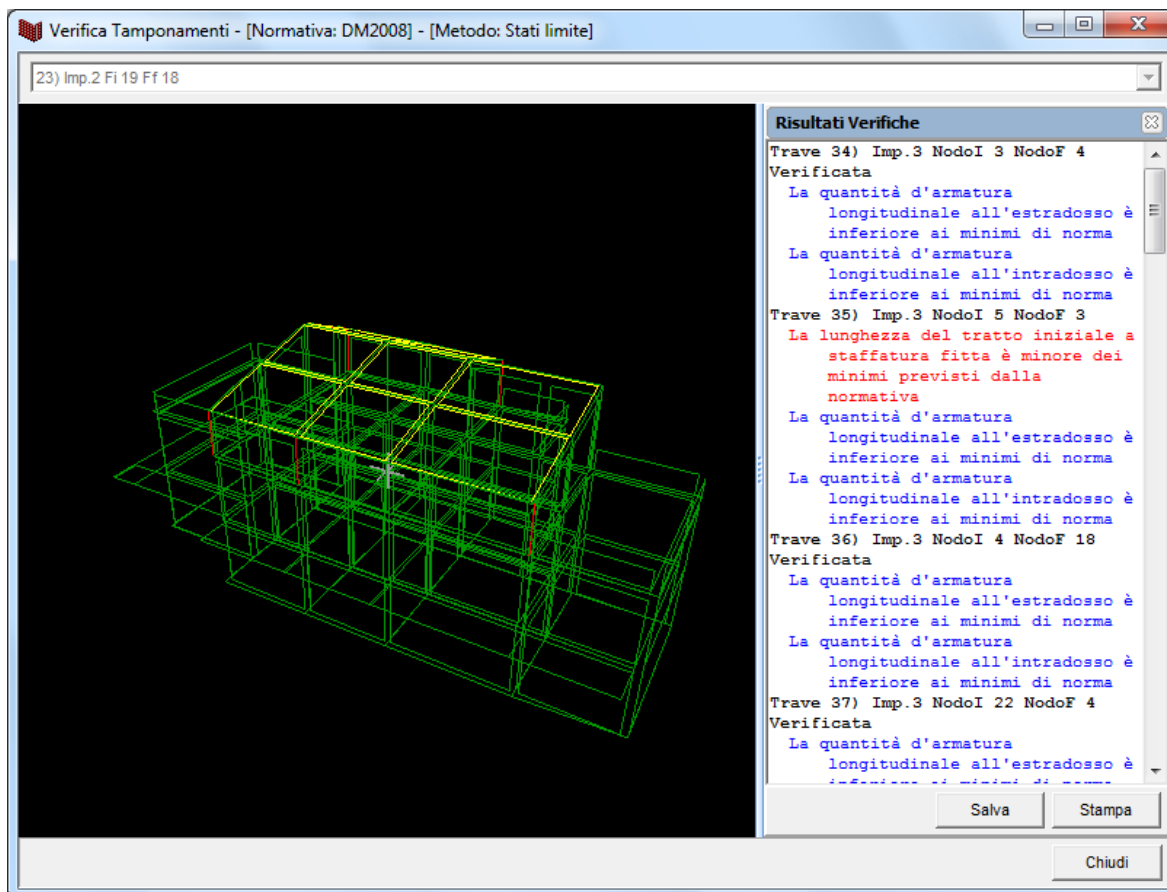 Verifica Tamponamenti - [Normativa: DM2008] - [Metodo: Stati limite]
23) Imp.2 Fi 19 Ff 18
Risultati Verifiche
Trave 34) Imp.3 NodoI 3 NodoF 4
Verificata
La quantità d'armatura
longitudinale all'estradosso è
inferiore ai minimi di norma
La quantità d'armatura
longitudinale all'intradosso è
inferiore ai minimi di norma
Trave 35) Imp.3 NodoI 5 NodoF 3
La lunghezza del tratto iniziale a
staffatura fitta è minore dei
minimi previsti dalla
normativa
La quantità d'armatura
longitudinale all'estradosso è
inferiore ai minimi di norma
La quantità d'armatura
longitudinale all'intradosso è
inferiore ai minimi di norma
Trave 36) Imp.3 NodoI 4 NodoF 18
Verificata
La quantità d'armatura
longitudinale all'estradosso è
inferiore ai minimi di norma
La quantità d'armatura
longitudinale all'intradosso è
inferiore ai minimi di norma
Trave 37) Imp.3 NodoI 22 NodoF 4
Verificata
La quantità d'armatura
longitudinale all'estradosso è
inferiore ai minimi di norma
Salva
Stampa
Chiudi